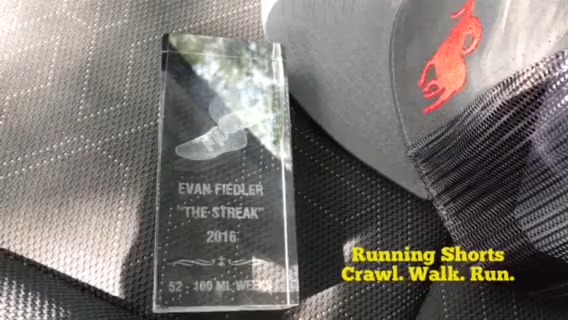 EVAN FIEDLER
"THE STREAK"
2016
52 - 100 MI. WEEKS
Running Shorts
Crawl. Walk. Run.